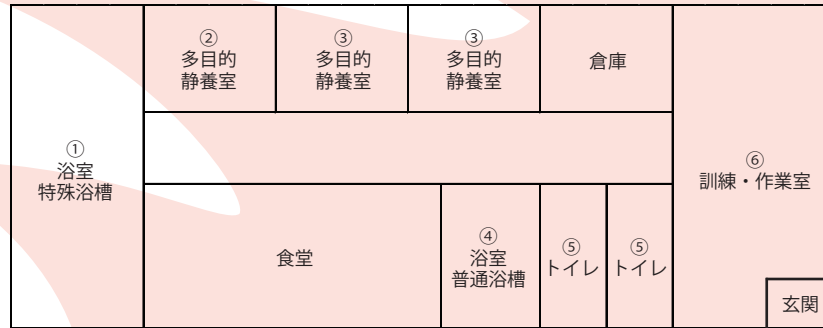 ②
多目的
静養室
③
多目的
静養室
③
多目的
静養室
倉庫
①
浴室
特殊浴槽
⑥
訓練・作業室
食堂
④
浴室
普通浴槽
⑤
トイレ
⑤
トイレ
玄関